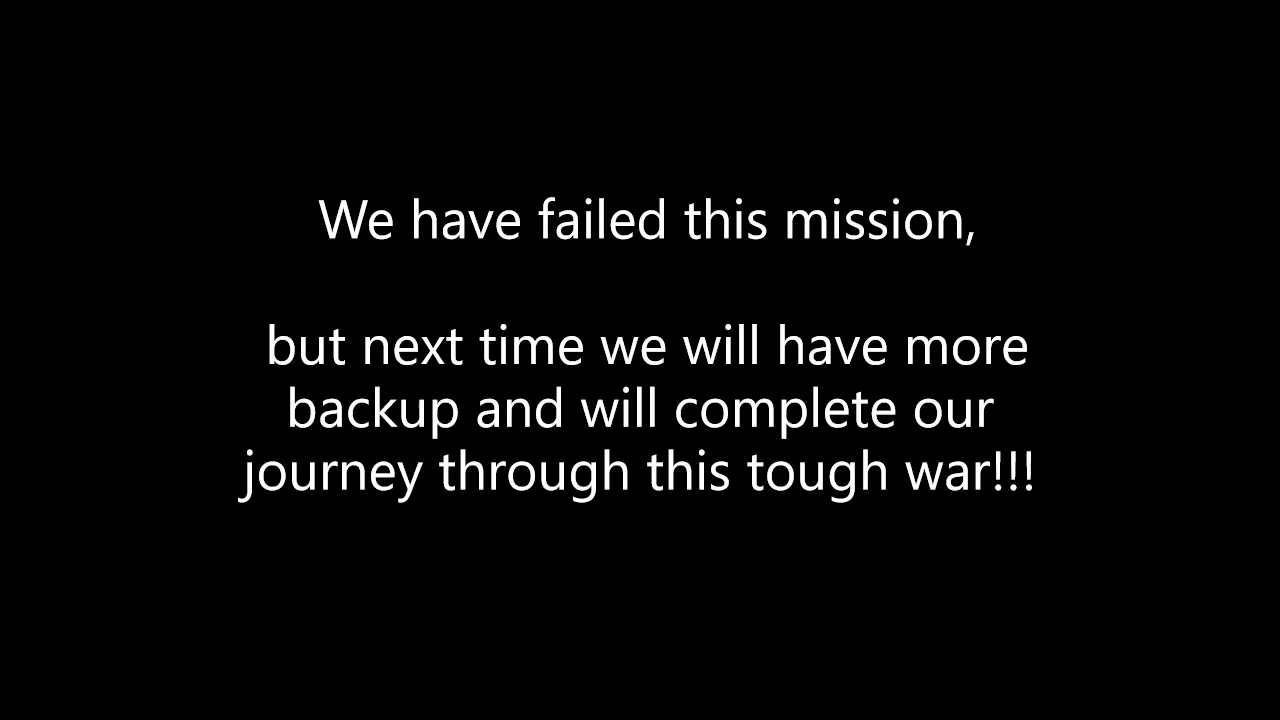 We have failed this mission,
but next time we will have more
backup and will complete our
journey through this tough war!!!